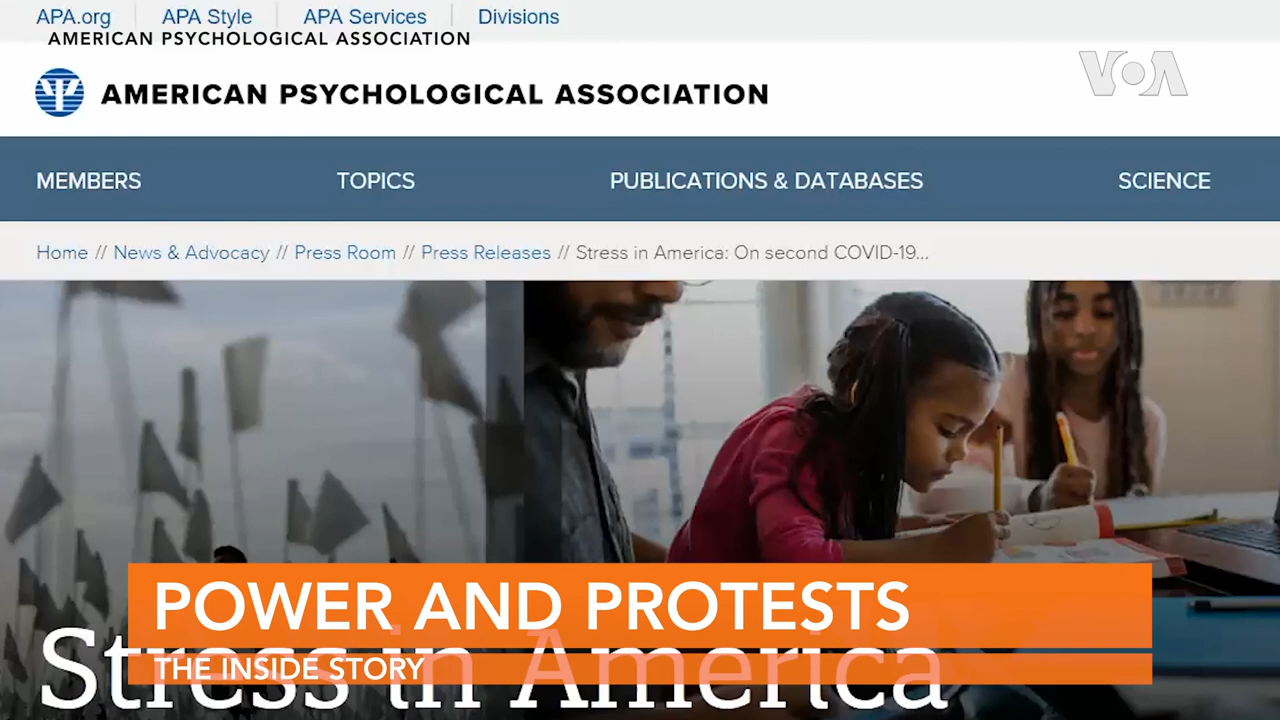 APA.org APA Style APA Services Divisions
AMERICAN PSYCHOLOGICAL ASSOCIATION
VOA
AMERICAN PSYCHOLOGICAL ASSOCIATION
MEMBERS TOPICS PUBLICATIONS & DATABASES SCIENCE
Home // News & Advocacy // Press Room // Press Releases // Stress in America: On second COVID-19...
POWER AND PROTESTS
THE INSIDE STORY
Stress in America